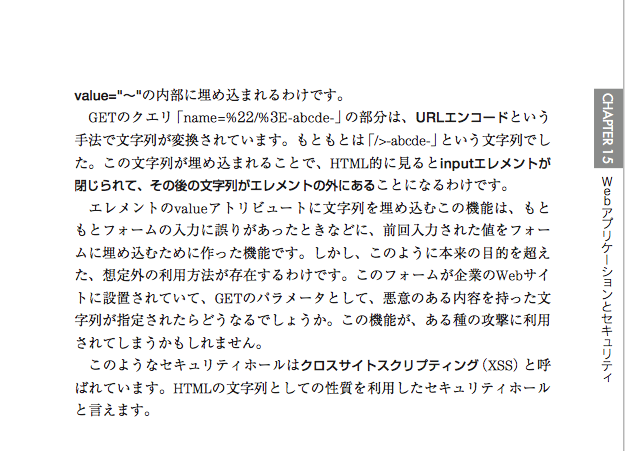 value="〜"の内部に埋め込まれるわけです。
GETのクエリ「name=%22/%3E-abcde-」の部分は、URLエンコードという
手法で文字列が変換されています。もともとは「/>-abcde-」という文字列でし
た。この文字列が埋め込まれることで、HTML的に見るとinputエレメントが
閉じられて、その後の文字列がエレメントの外にあることになるわけです。
エレメントのvalueアトリビュートに文字列を埋め込むこの機能は、もと
もとフォームの入力に誤りがあったときなどに、前回入力された値をフォー
ムに埋め込むために作った機能です。しかし、このように本来の目的を超え
た、想定外の利用方法が存在するわけです。このフォームが企業のWebサイ
トに設置されていて、GETのパラメータとして、悪意のある内容を持った文
字列が指定されたらどうなるでしょうか。この機能が、ある種の攻撃に利用
されてしまうかもしれません。
このようなセキュリティホールはクロスサイトスクリプティング（XSS）と呼
ばれています。HTMLの文字列としての性質を利用したセキュリティホール
と言えます。
CHAPTER 15
Webアプリケーションとセキュリティ